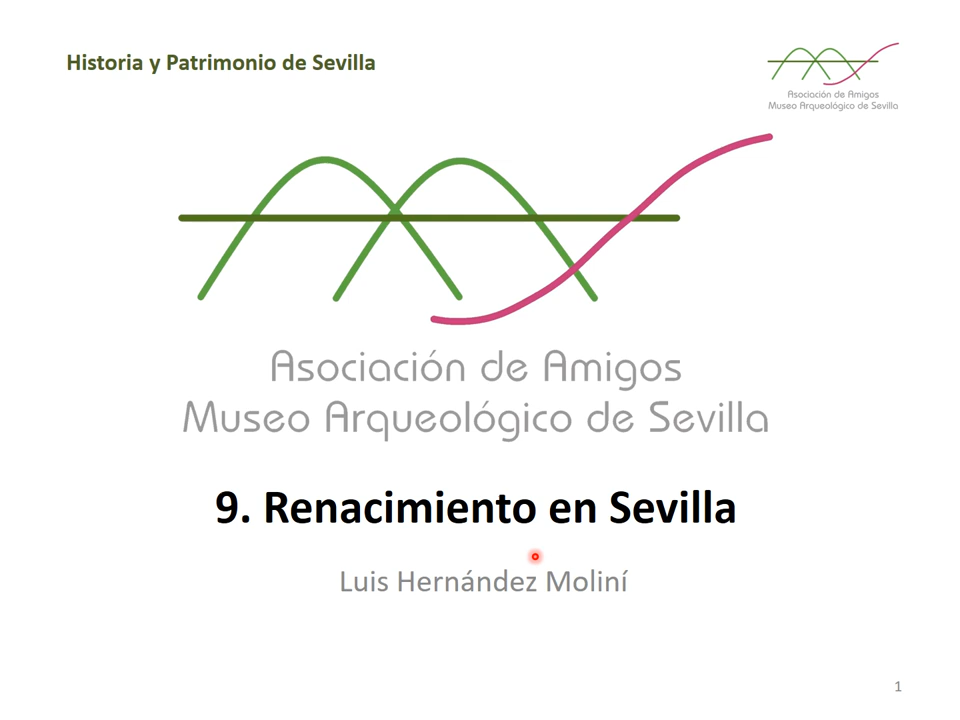 Historia y Patrimonio de Sevilla
Asociación de Amigos
Museo Arqueológico de Sevilla
Asociación de Amigos
Museo Arqueológico de Sevilla
9. Renacimiento en Sevilla
Luis Hernández Moliní
1